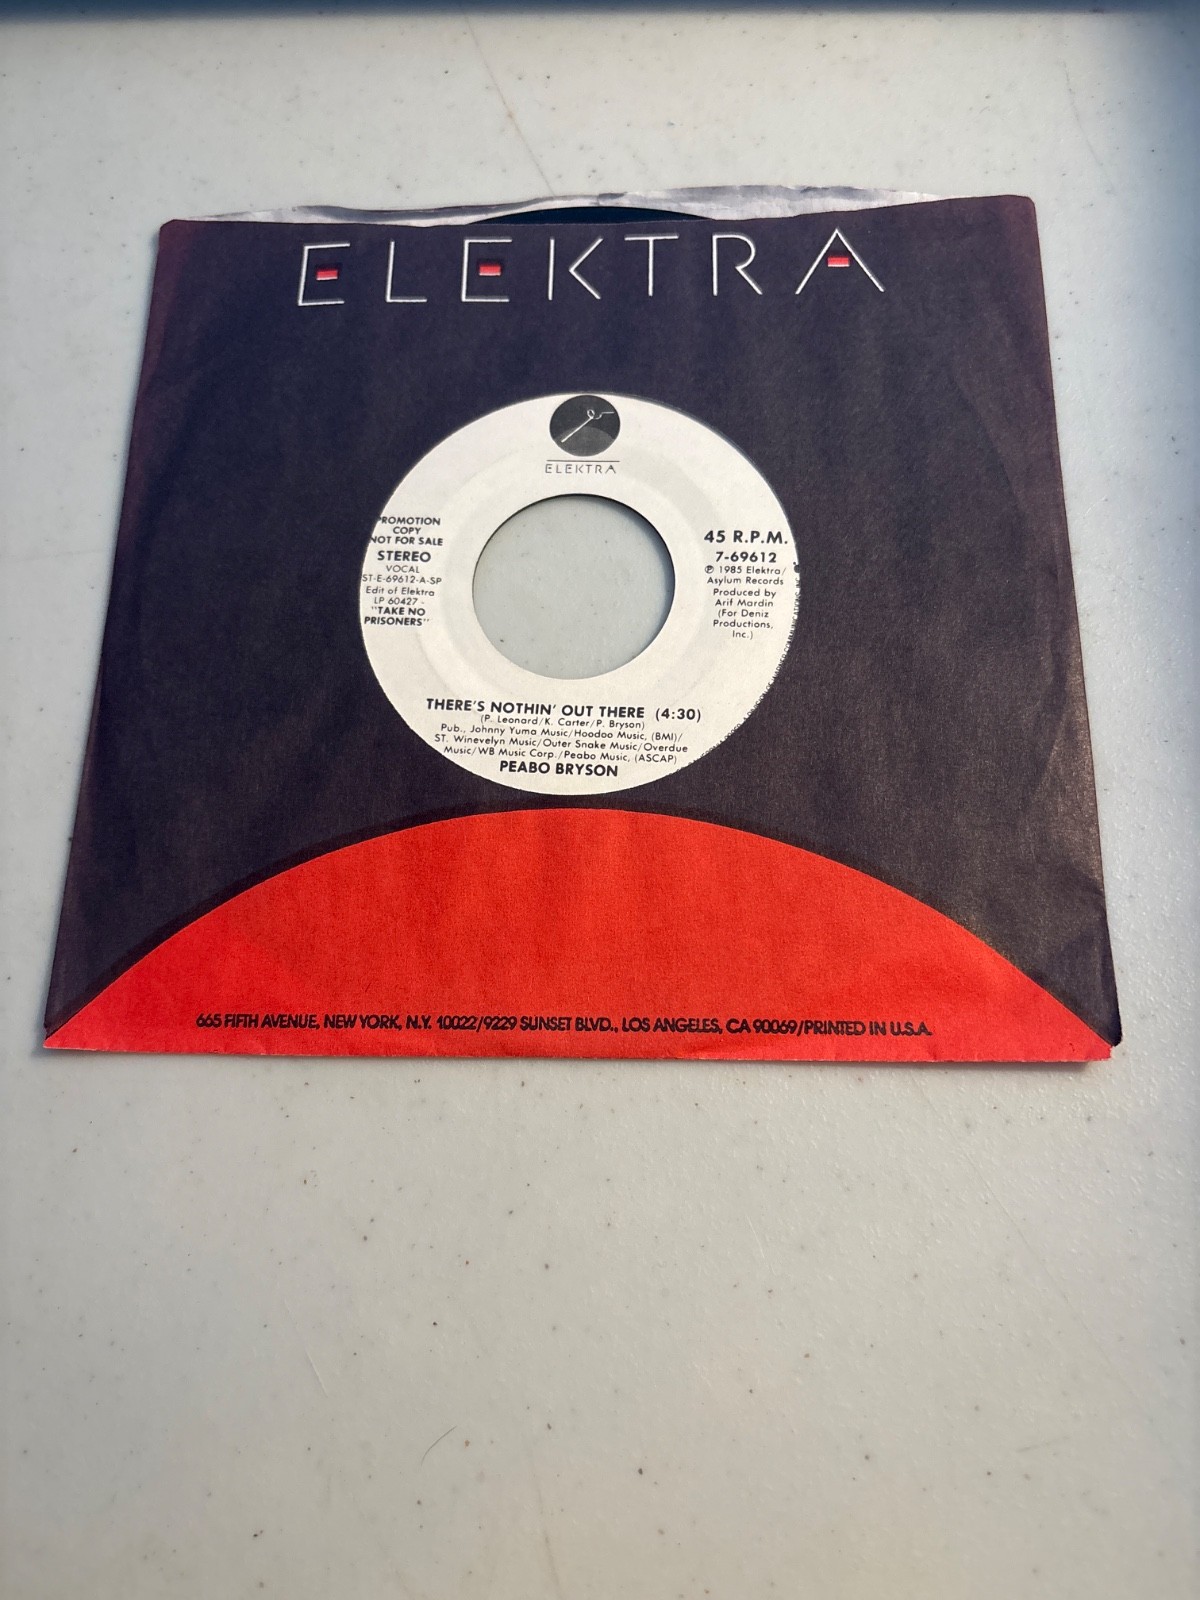 ELEKTRA
ELEKTRA
PROMOTION
COPY
NOT FOR SALE
STEREO
VOCAL
ST-E-69612-A-SP
Edit of Elektra
LP 60427 -
"TAKE NO
PRISONERS"
45 R.P.M.
7-69612
℗ 1985 Elektra/
Asylum Records
Produced by
Arif Mardin
(For Deniz
Productions,
Inc.)
THERE'S NOTHIN' OUT THERE (4:30)
(P. Leonard/K. Carter/P. Bryson)
Pub., Johnny Yuma Music/Hoodoo Music, (BMI)/
ST. Winevelyn Music/Outer Snake Music/Overdue
Music/WB Music Corp./Peabo Music, (ASCAP)
PEABO BRYSON
665 FIFTH AVENUE, NEW YORK, N.Y. 10022/9229 SUNSET BLVD., LOS ANGELES, CA 90069/PRINTED IN U.S.A.